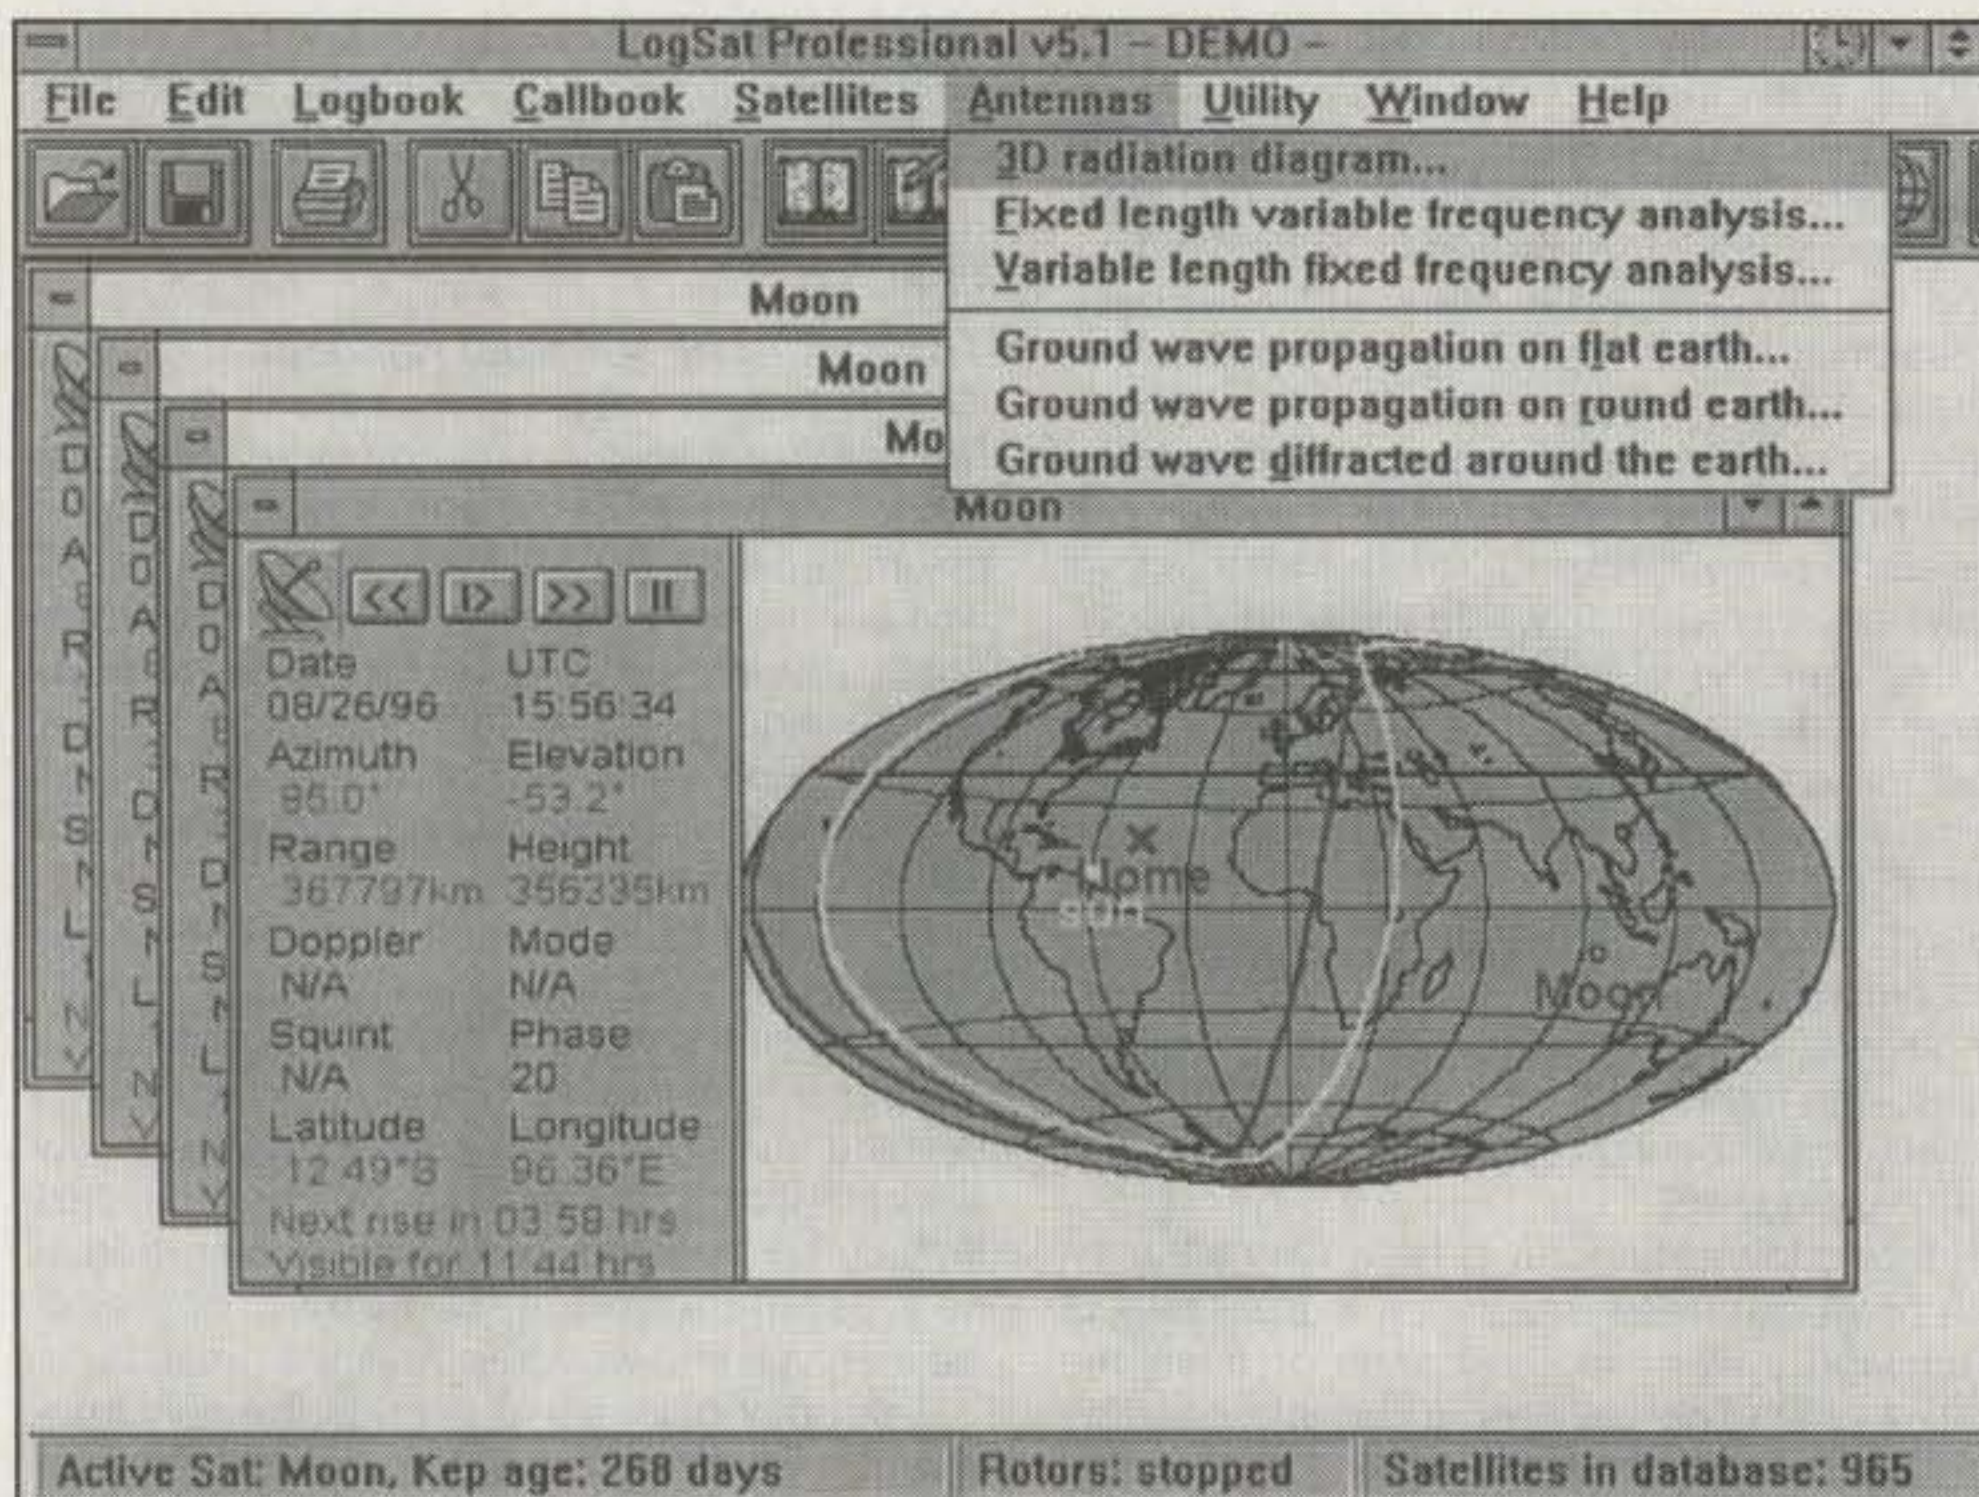 LogSat Professional v5.1 – DEMO –
File Edit Logbook Callbook Satellites Antennas Utility Window Help
3D radiation diagram...
Fixed length variable frequency analysis...
Variable length fixed frequency analysis...
Ground wave propagation on flat earth...
Ground wave propagation on round earth...
Ground wave diffracted around the earth...
Moon
Moon
Mo
Moon
<< |> >> ||
Date UTC
08/26/96 15:56:34
Azimuth Elevation
95.0° -53.2°
Range Height
367797km 356335km
Doppler Mode
N/A N/A
Squint Phase
N/A 20
Latitude Longitude
12.49°S 96.36°E
Next rise in 03:58 hrs
Visible for 11:44 hrs
Home
sun
Moon
Active Sat: Moon, Kep age: 268 days
Rotors: stopped
Satellites in database: 965